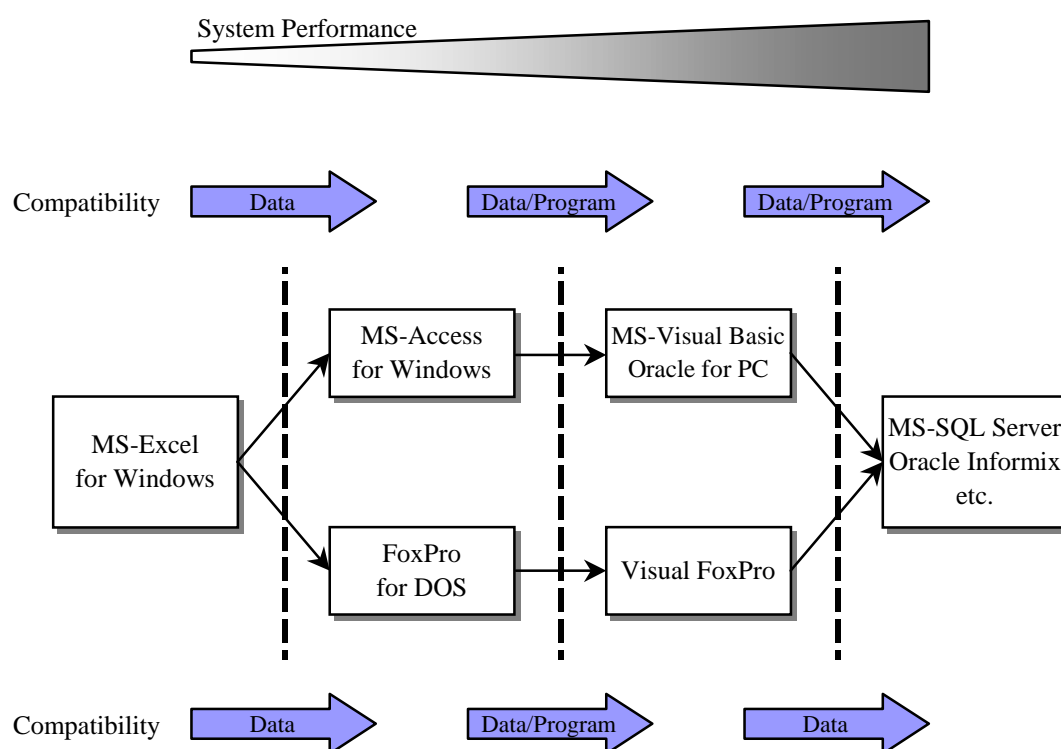 System Performance
Compatibility
Data
Data/Program
Data/Program
MS-Access
for Windows
MS-Visual Basic
Oracle for PC
MS-Excel
for Windows
MS-SQL Server
Oracle Informix
etc.
FoxPro
for DOS
Visual FoxPro
Compatibility
Data
Data/Program
Data